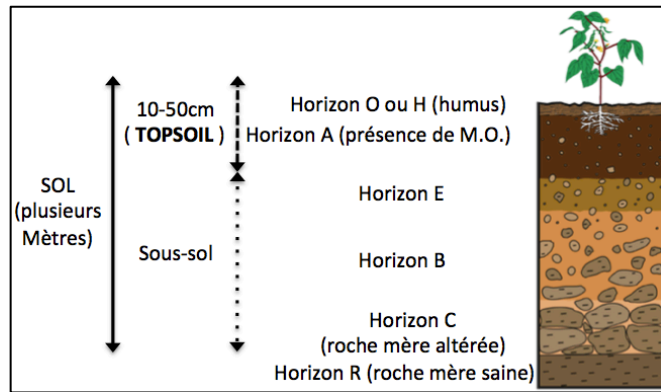 10-50cm
( TOPSOIL )
Horizon O ou H (humus)
Horizon A (présence de M.O.)
SOL
(plusieurs
Mètres)
Sous-sol
Horizon E
Horizon B
Horizon C
(roche mère altérée)
Horizon R (roche mère saine)